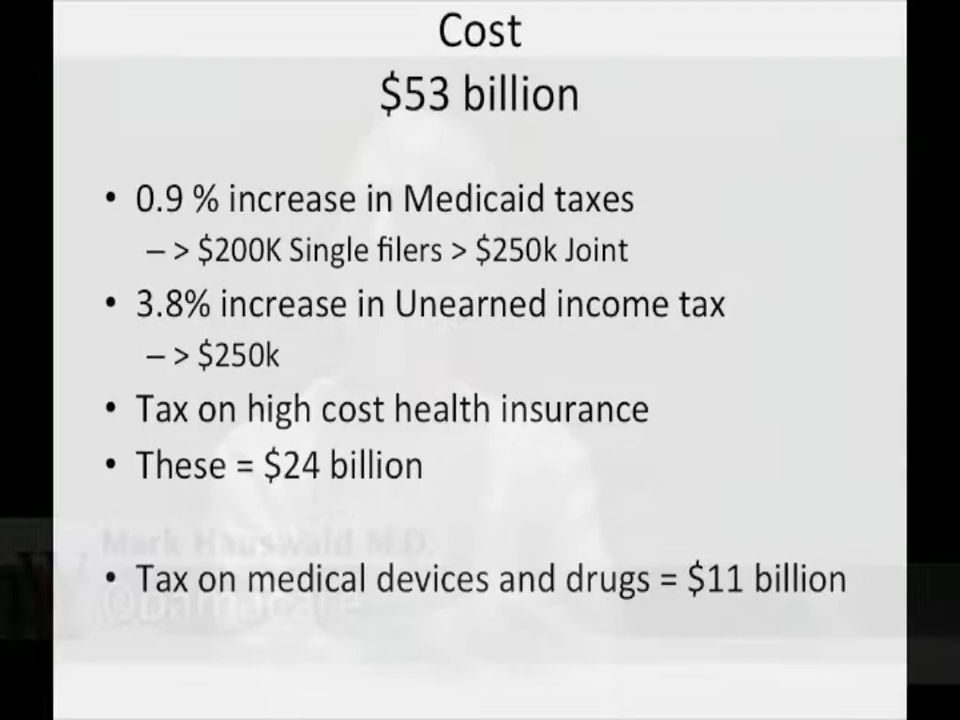 Cost
$53 billion
• 0.9 % increase in Medicaid taxes
– > $200K Single filers > $250k Joint
• 3.8% increase in Unearned income tax
– > $250k
• Tax on high cost health insurance
• These = $24 billion
Mark Hauswald M.D.
• Tax on medical devices and drugs = $11 billion